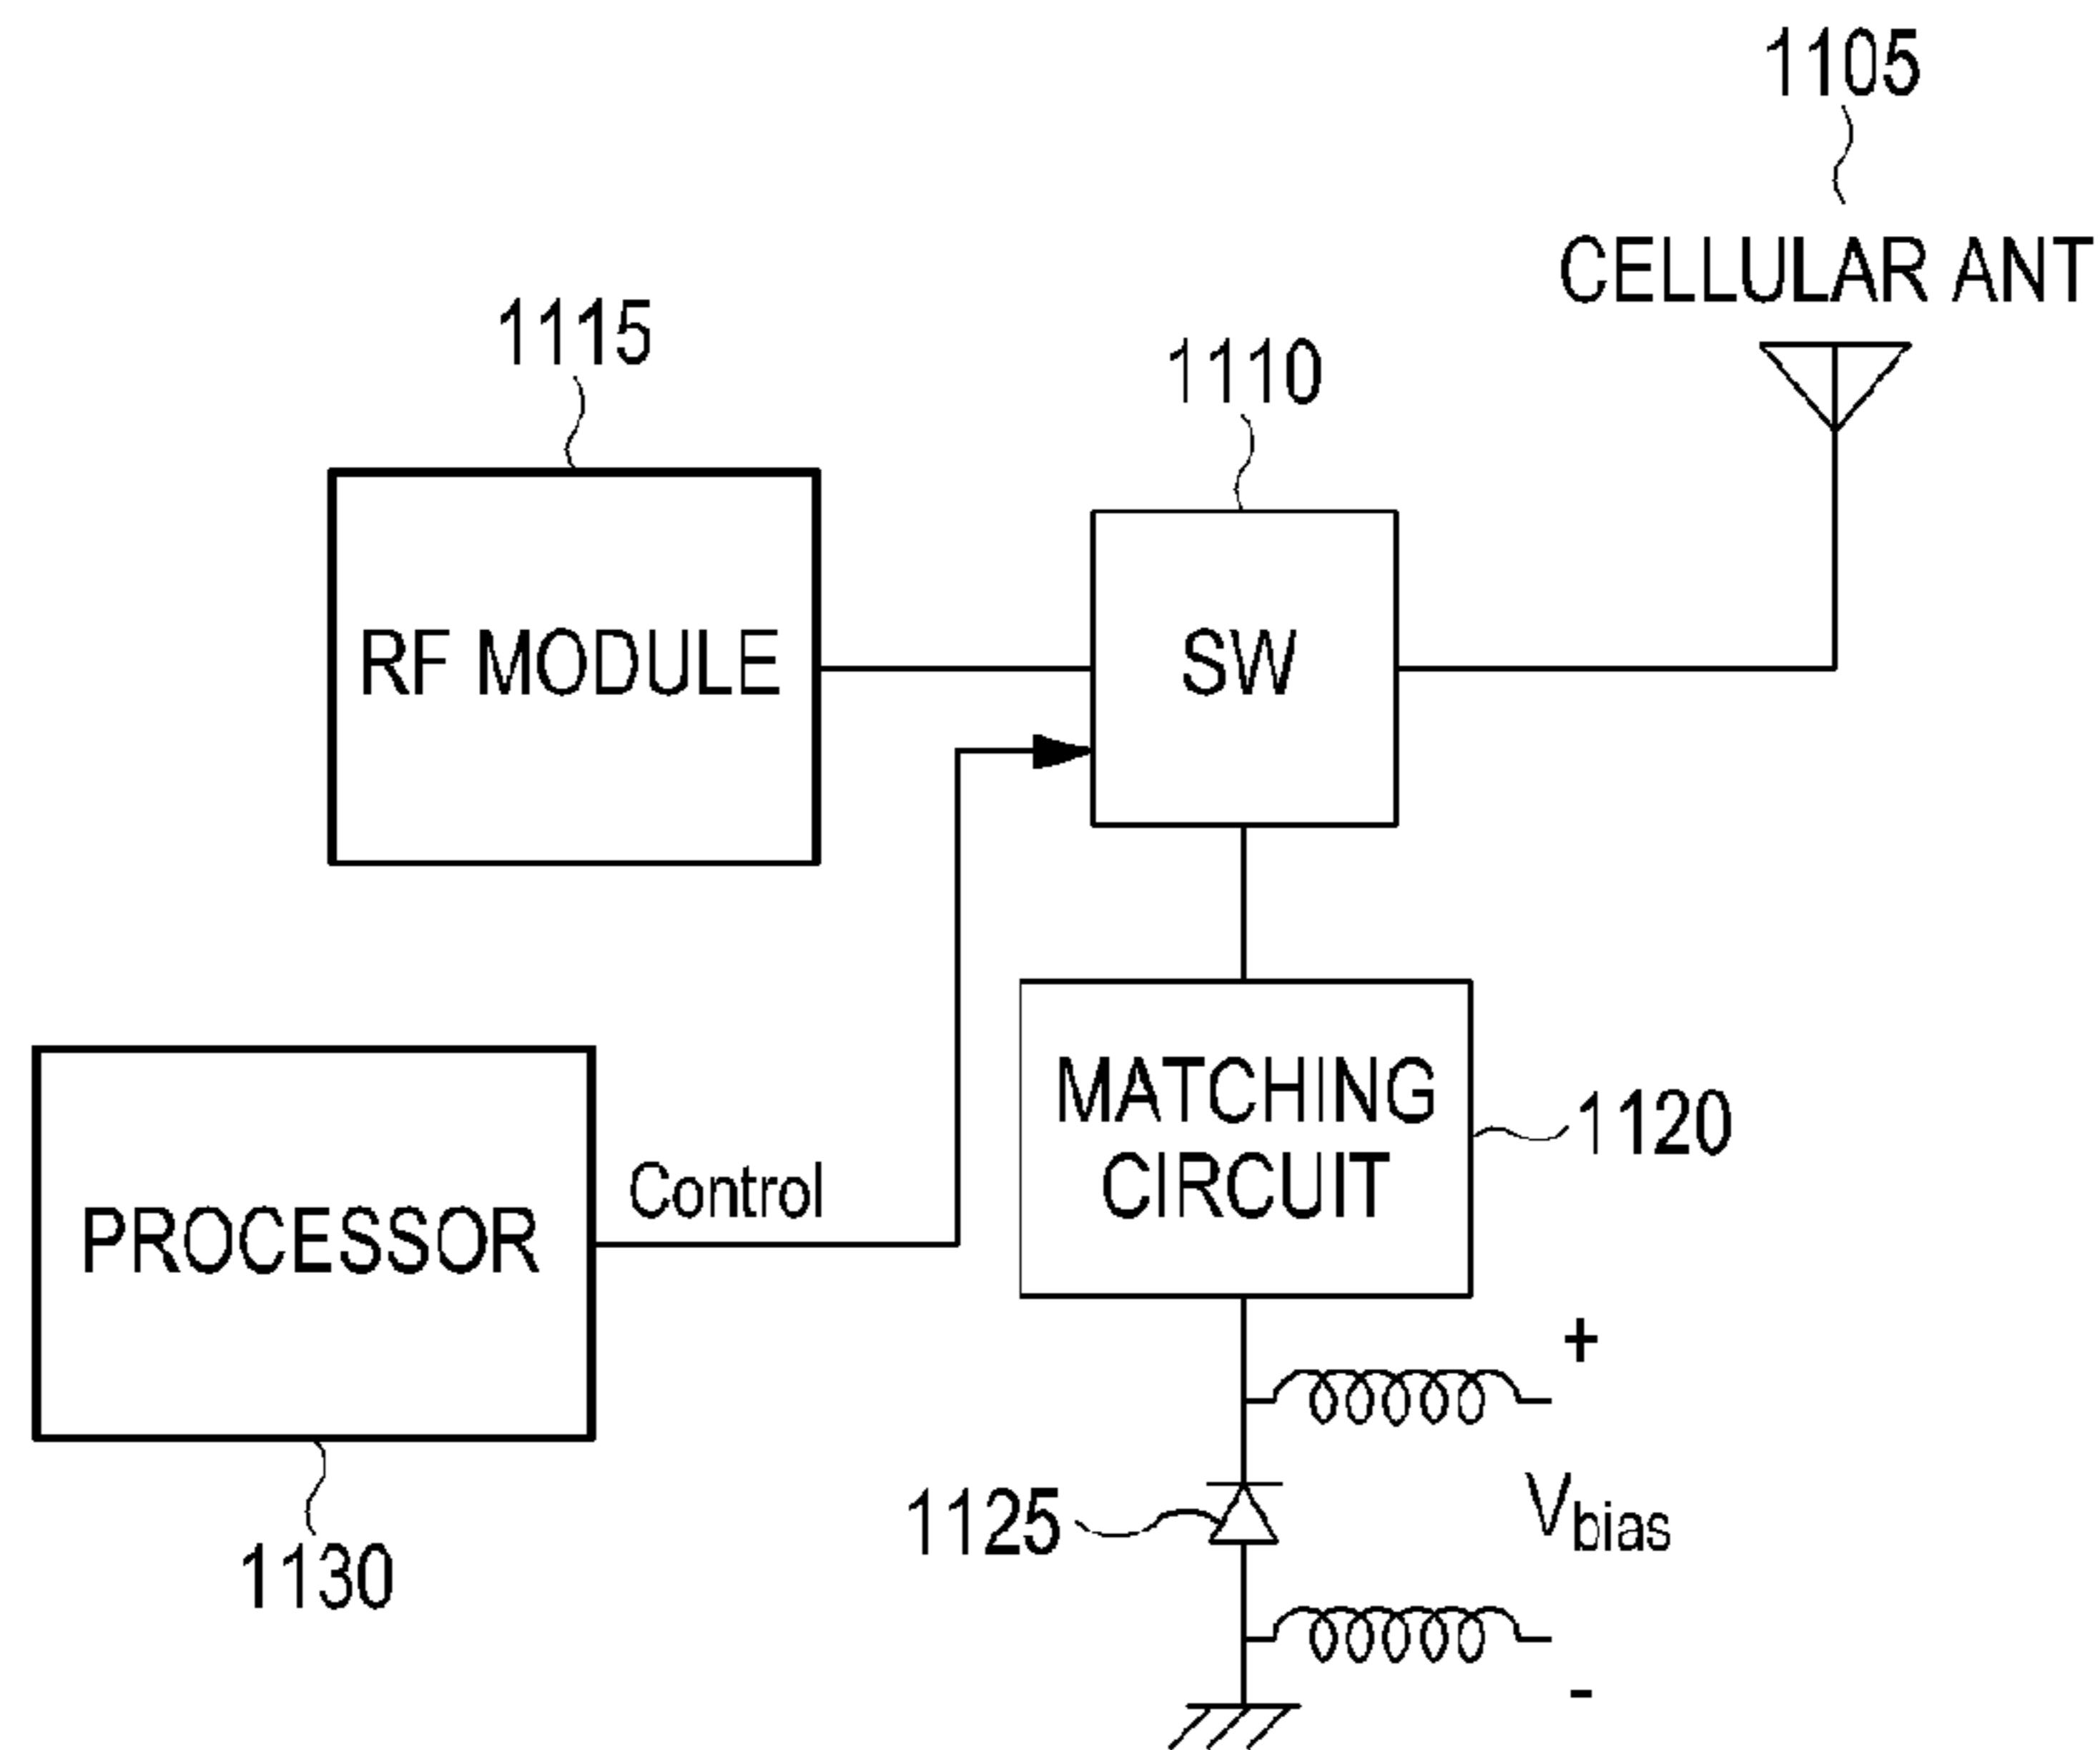 1105
CELLULAR ANT
1115
1110
RF MODULE
SW
MATCHING
CIRCUIT
1120
Control
PROCESSOR
+
1125
Vbias
1130
-